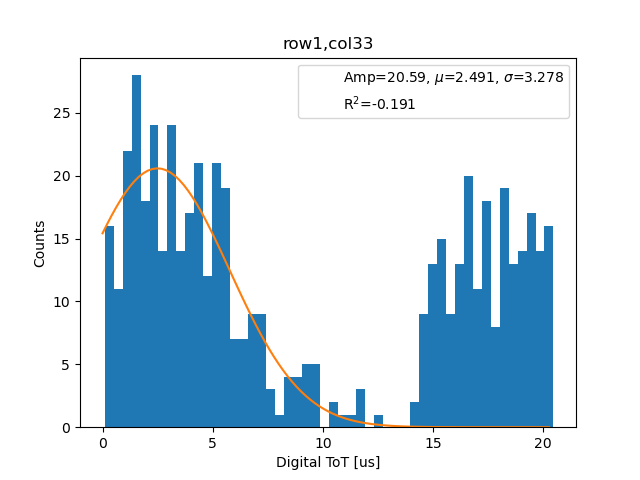 row1,col33
Amp=20.59, μ=2.491, σ=3.278
R²=-0.191
Counts
25
20
15
10
5
0
0 5 10 15 20
Digital ToT [us]